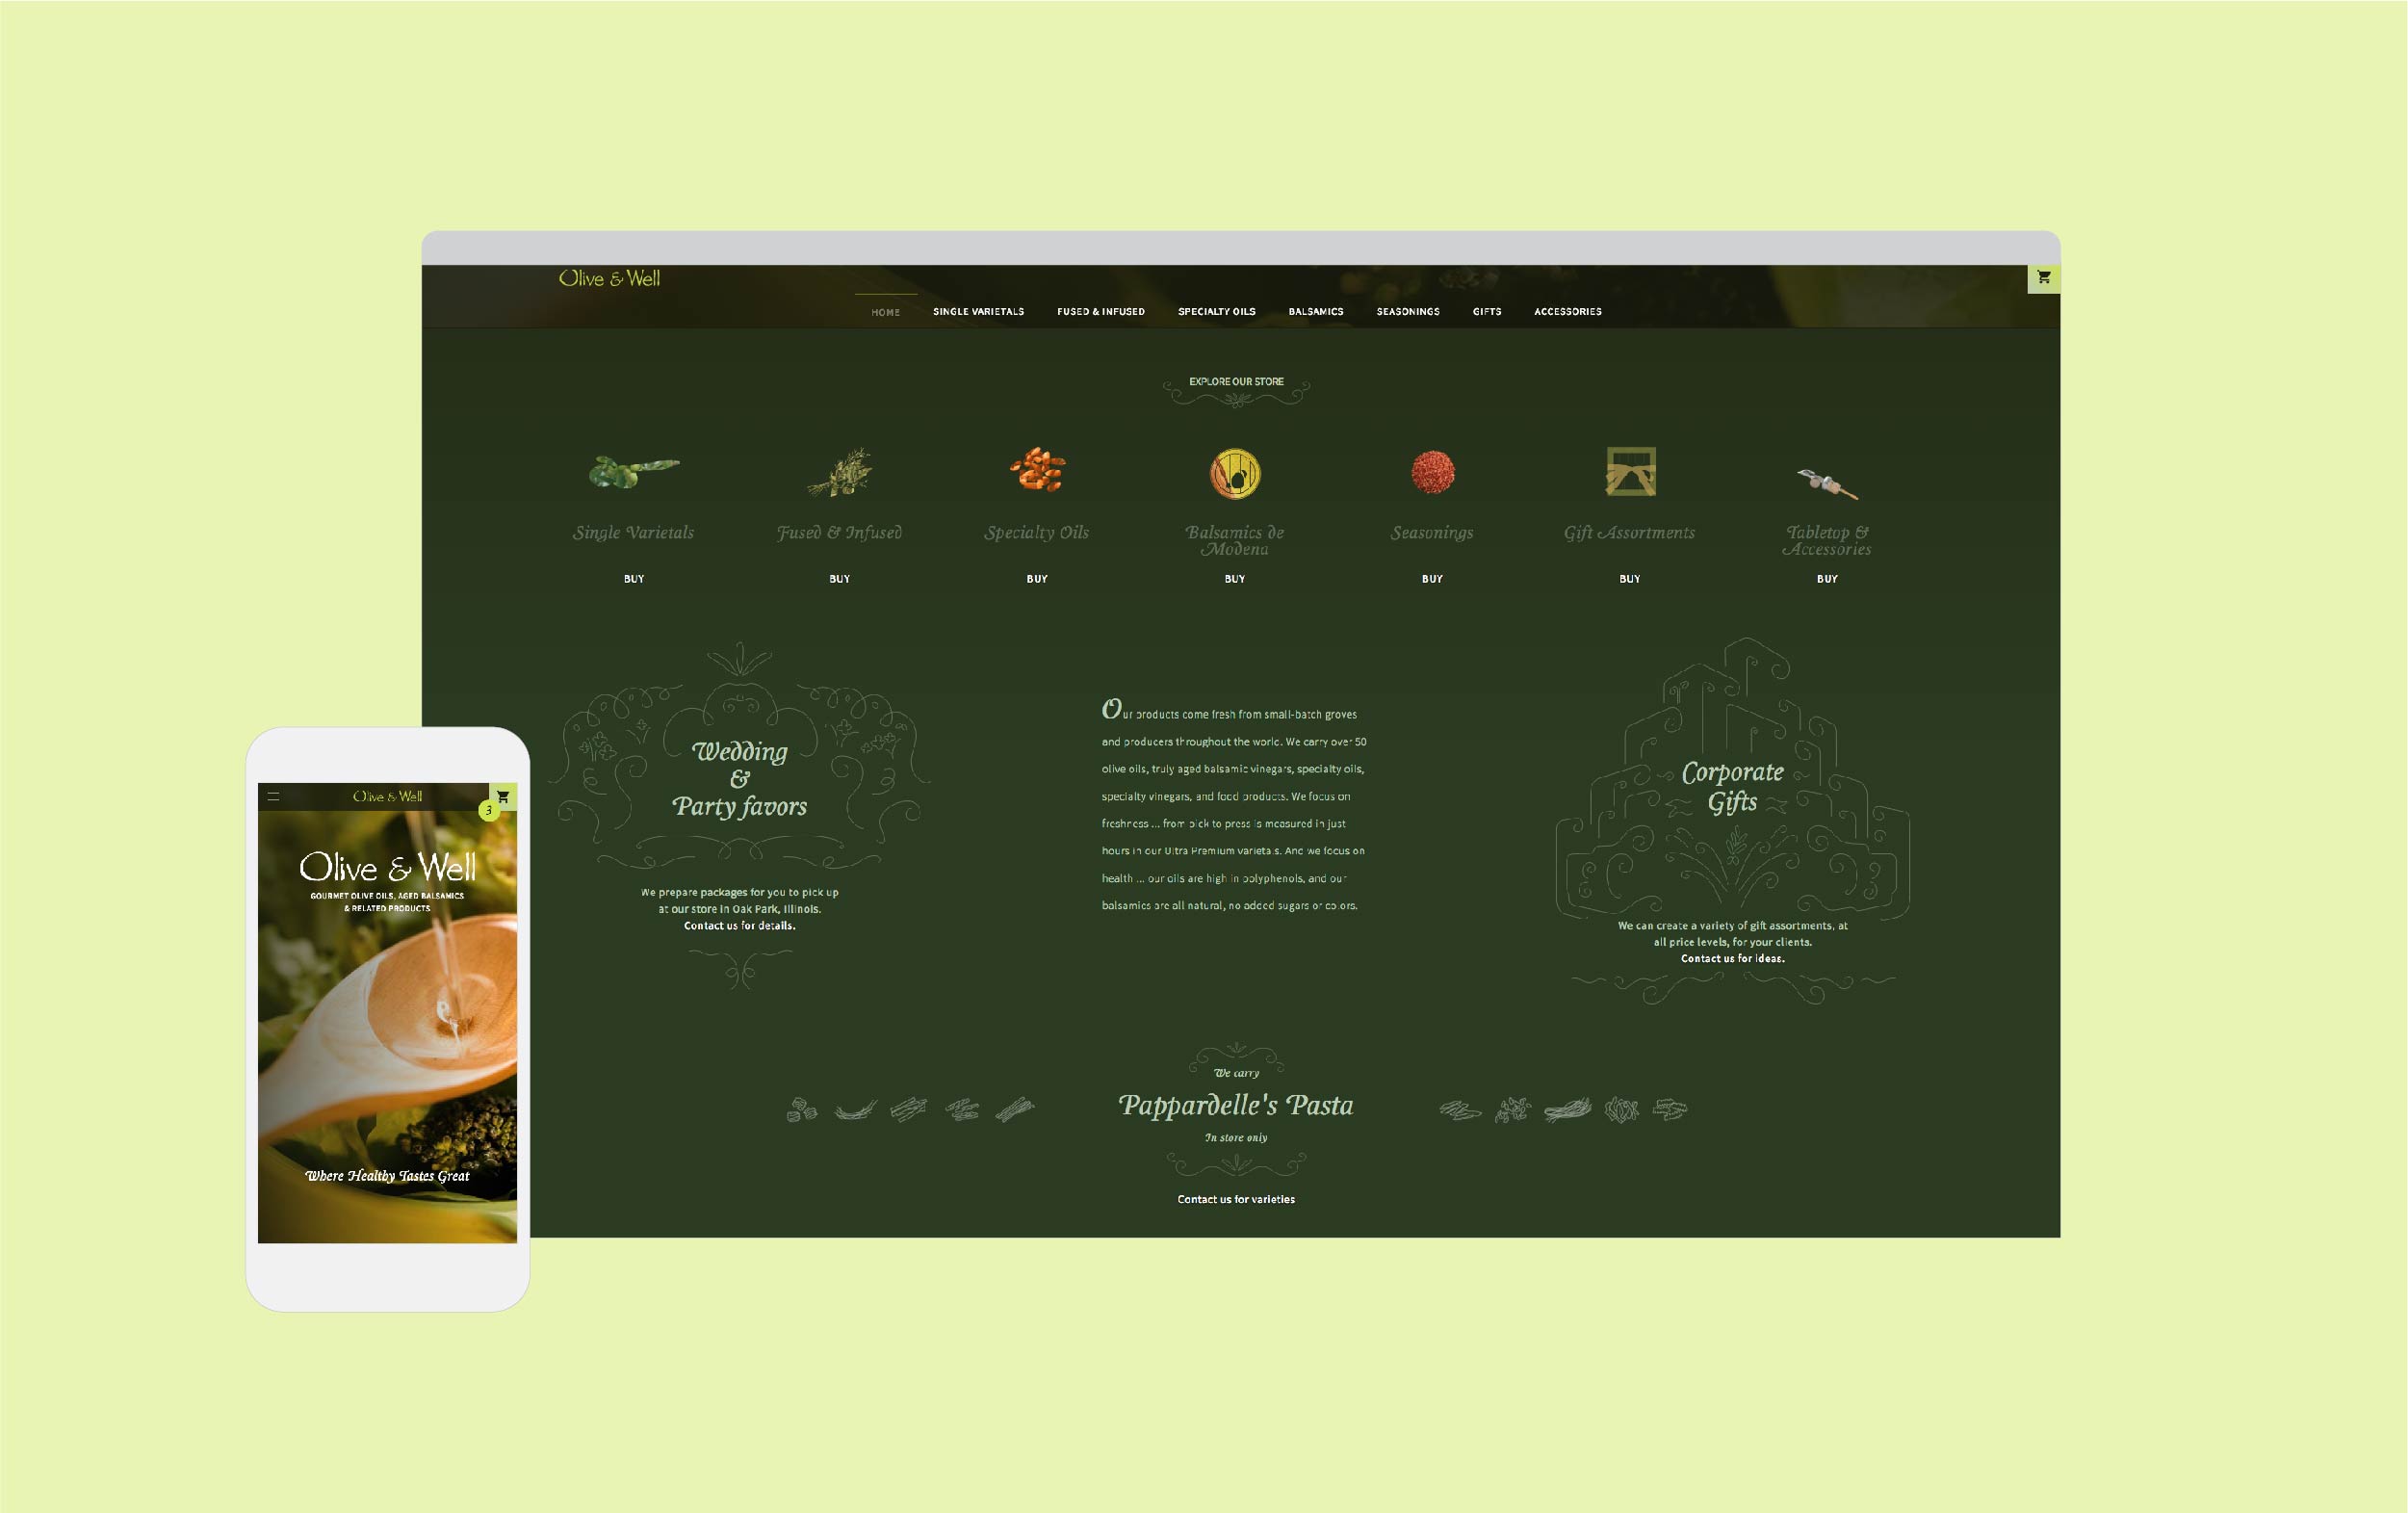 Olive & Well
HOME SINGLE VARIETALS FUSED & INFUSED SPECIALTY OILS BALSAMICS SEASONINGS GIFTS ACCESSORIES
EXPLORE OUR STORE
Single Varietals
BUY
Fused & Infused
BUY
Specialty Oils
BUY
Balsamics de
Modena
BUY
Seasonings
BUY
Gift Assortments
BUY
Tabletop &
Accessories
BUY
Wedding
&
Party favors
We prepare packages for you to pick up
at our store in Oak Park, Illinois.
Contact us for details.
Our products come fresh from small-batch groves
and producers throughout the world. We carry over 50
olive oils, truly aged balsamic vinegars, specialty oils,
specialty vinegars, and food products. We focus on
freshness ... from pick to press is measured in just
hours in our Ultra Premium varietals. And we focus on
health ... our oils are high in polyphenols, and our
balsamics are all natural, no added sugars or colors.
Corporate
Gifts
We can create a variety of gift assortments, at
all price levels, for your clients.
Contact us for ideas.
We carry
Pappardelle's Pasta
In store only
Contact us for varieties
Olive & Well
3
Olive & Well
GOURMET OLIVE OILS, AGED BALSAMICS
& RELATED PRODUCTS
Where Healthy Tastes Great